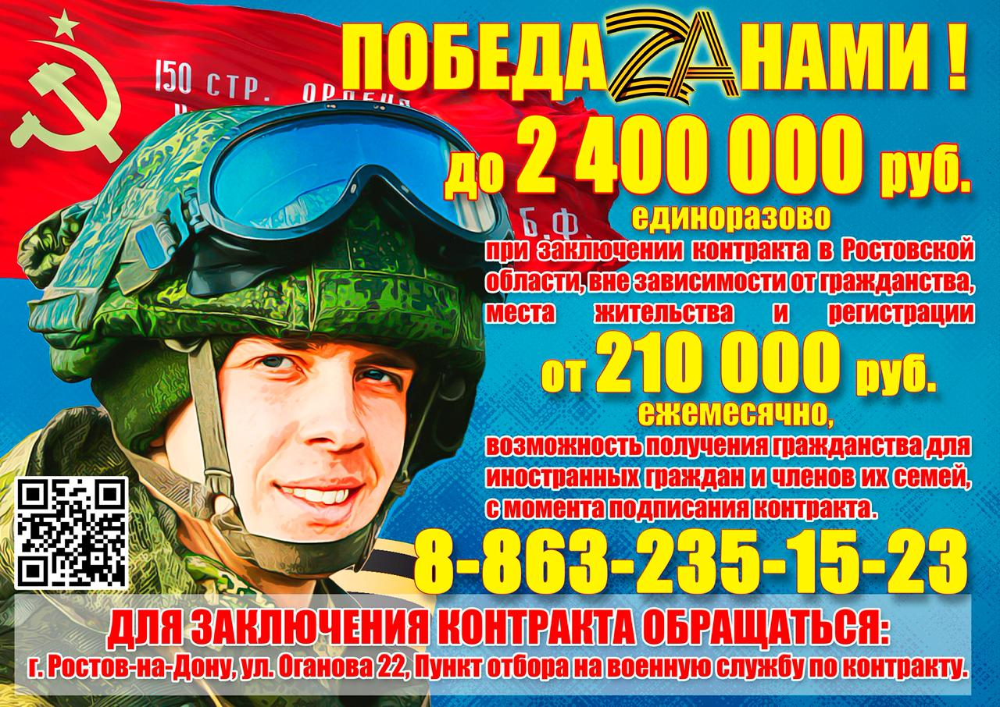 150 СТР. ОРДЕНА
ПОБЕДА ZА НАМИ !
до 2 400 000 руб.
Б.Ф.
единоразово
при заключении контракта в Ростовской
области, вне зависимости от гражданства,
места жительства и регистрации
от 210 000 руб.
ежемесячно,
возможность получения гражданства для
иностранных граждан и членов их семей,
с момента подписания контракта.
8-863-235-15-23
ДЛЯ ЗАКЛЮЧЕНИЯ КОНТРАКТА ОБРАЩАТЬСЯ:
г. Ростов-на-Дону, ул. Оганова 22, Пункт отбора на военную службу по контракту.